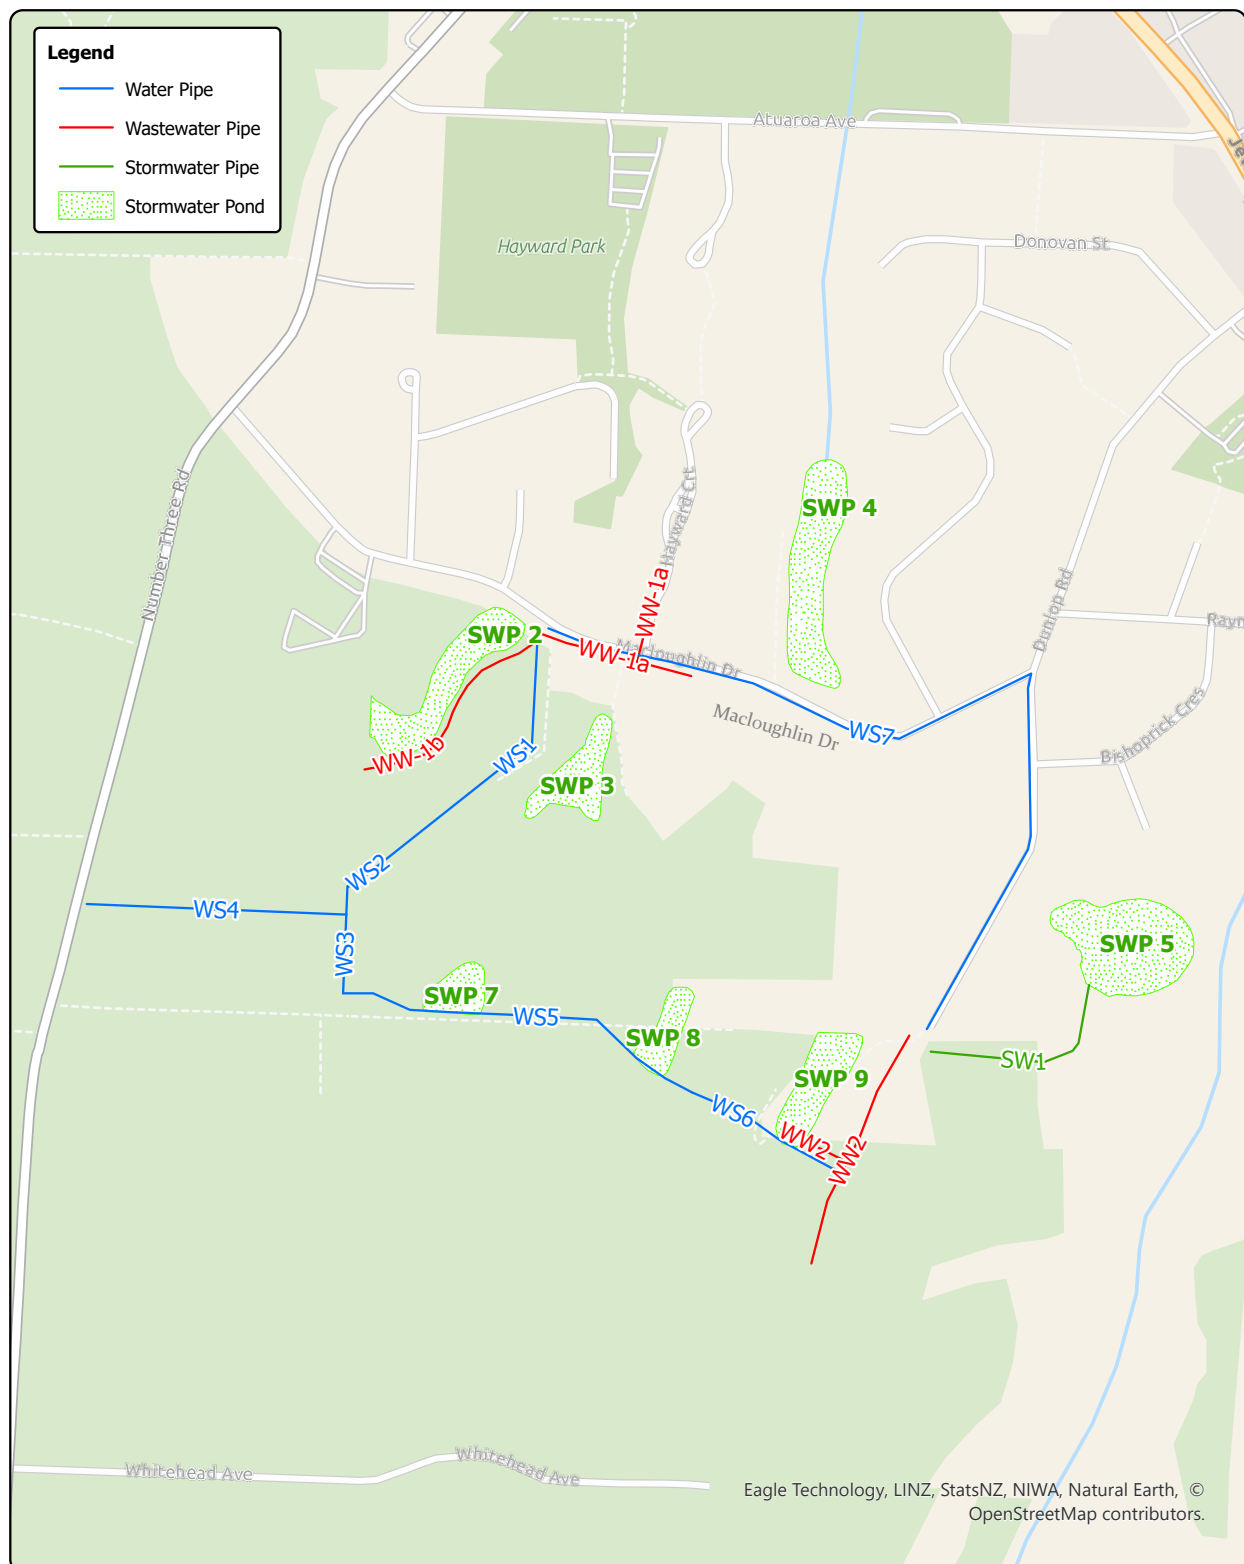 Legend
Water Pipe
Wastewater Pipe
Stormwater Pipe
Stormwater Pond
Atuaroa Ave
Donovan St
Hayward Park
Number Three Rd
Hayward Crt
SWP 4
WW-1a
Dunlop Rd
SWP 2
WW-1a
Macloughlin Dr
Macloughlin Dr
WS7
Bishoprick Cres
WW-1b
WS1
SWP 3
WS2
WS4
WS3
SWP 5
SWP 7
WS5
SWP 8
SW1
SWP 9
WS6
WW2
WW2
Whitehead Ave
Whitehead Ave
Eagle Technology, LINZ, StatsNZ, NIWA, Natural Earth, ©
OpenStreetMap contributors.